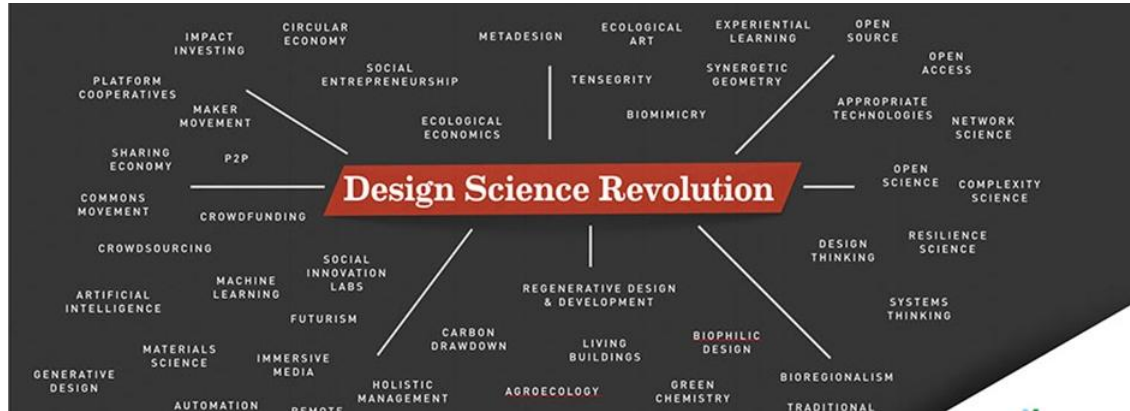 IMPACT
INVESTING
CIRCULAR
ECONOMY
METADESIGN
ECOLOGICAL
ART
EXPERIENTIAL
LEARNING
OPEN
SOURCE
OPEN
ACCESS
PLATFORM
COOPERATIVES
SOCIAL
ENTREPRENEURSHIP
TENSEGRITY
SYNERGETIC
GEOMETRY
MAKER
MOVEMENT
ECOLOGICAL
ECONOMICS
BIOMIMICRY
APPROPRIATE
TECHNOLOGIES
NETWORK
SCIENCE
SHARING
ECONOMY
P2P
Design Science Revolution
OPEN
SCIENCE
COMPLEXITY
SCIENCE
COMMONS
MOVEMENT
CROWDFUNDING
CROWDSOURCING
SOCIAL
INNOVATION
LABS
DESIGN
THINKING
RESILIENCE
SCIENCE
ARTIFICIAL
INTELLIGENCE
MACHINE
LEARNING
FUTURISM
REGENERATIVE DESIGN
& DEVELOPMENT
SYSTEMS
THINKING
CARBON
DRAWDOWN
LIVING
BUILDINGS
BIOPHILIC
DESIGN
GENERATIVE
DESIGN
MATERIALS
SCIENCE
IMMERSIVE
MEDIA
HOLISTIC
MANAGEMENT
AGROECOLOGY
GREEN
CHEMISTRY
BIOREGIONALISM
AUTOMATION
REMOTE
TRADITIONAL